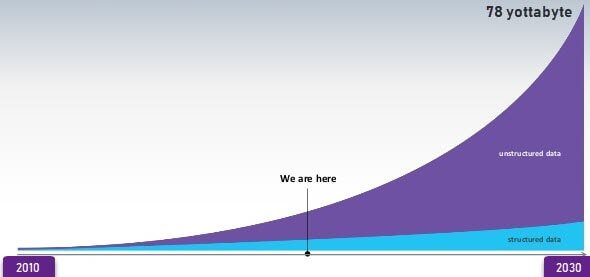 78 yottabyte
unstructured data
We are here
structured data
2010
2030